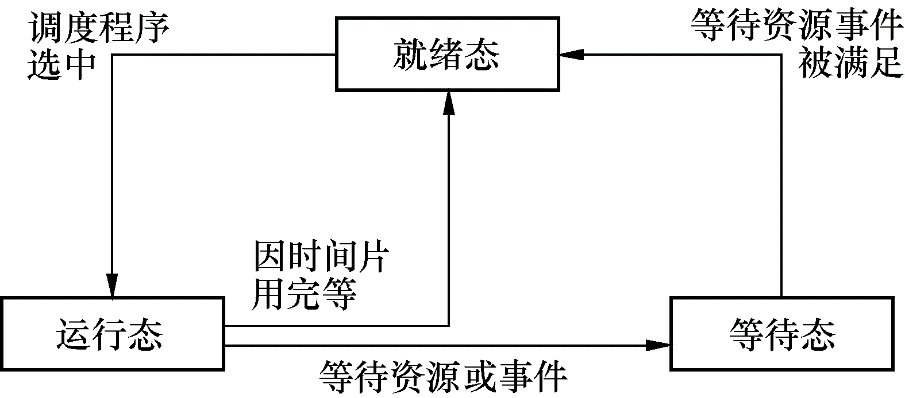 调度程序
选中
就绪态
等待资源事件
被满足
因时间片
用完等
运行态
等待态
等待资源或事件